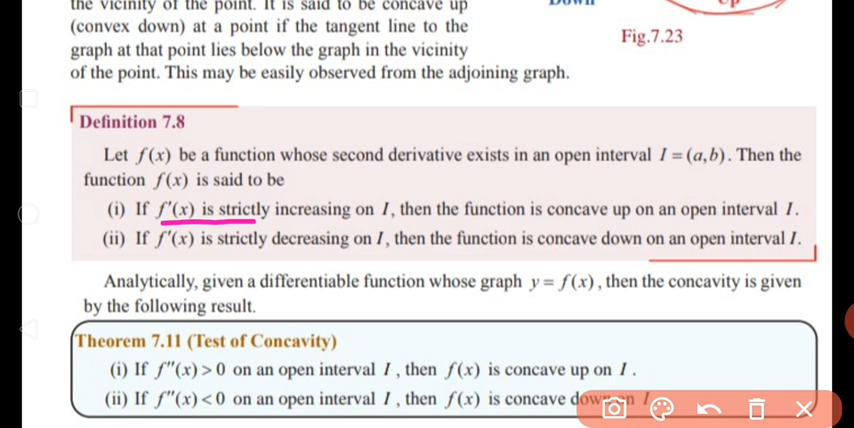 the vicinity of the point. It is said to be concave up
(convex down) at a point if the tangent line to the
graph at that point lies below the graph in the vicinity
of the point. This may be easily observed from the adjoining graph.
Down
Up
Fig.7.23
Definition 7.8
Let f(x) be a function whose second derivative exists in an open interval I = (a,b). Then the
function f(x) is said to be
(i) If f'(x) is strictly increasing on I, then the function is concave up on an open interval I.
(ii) If f'(x) is strictly decreasing on I, then the function is concave down on an open interval I.
Analytically, given a differentiable function whose graph y = f(x), then the concavity is given
by the following result.
Theorem 7.11 (Test of Concavity)
(i) If f''(x) > 0 on an open interval I, then f(x) is concave up on I.
(ii) If f''(x) < 0 on an open interval I, then f(x) is concave down on I